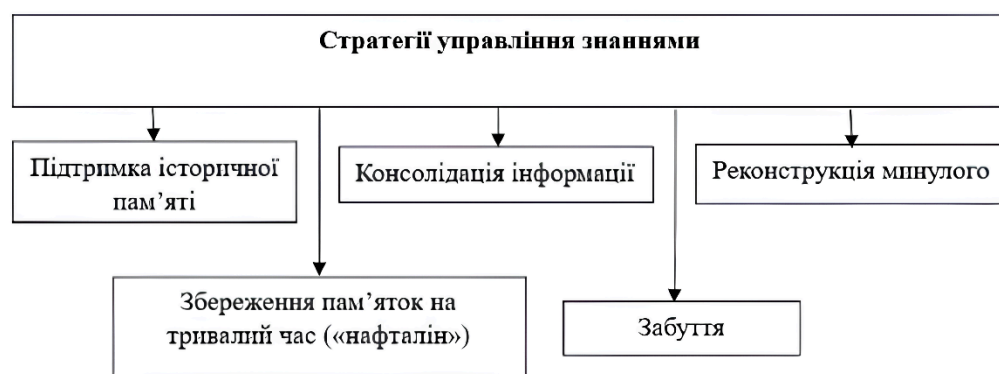 Стратегії управління знаннями
Підтримка історичної
пам’яті
Консолідація інформації
Реконструкція минулого
Збереження пам’яток на
тривалий час («нафталін»)
Забуття